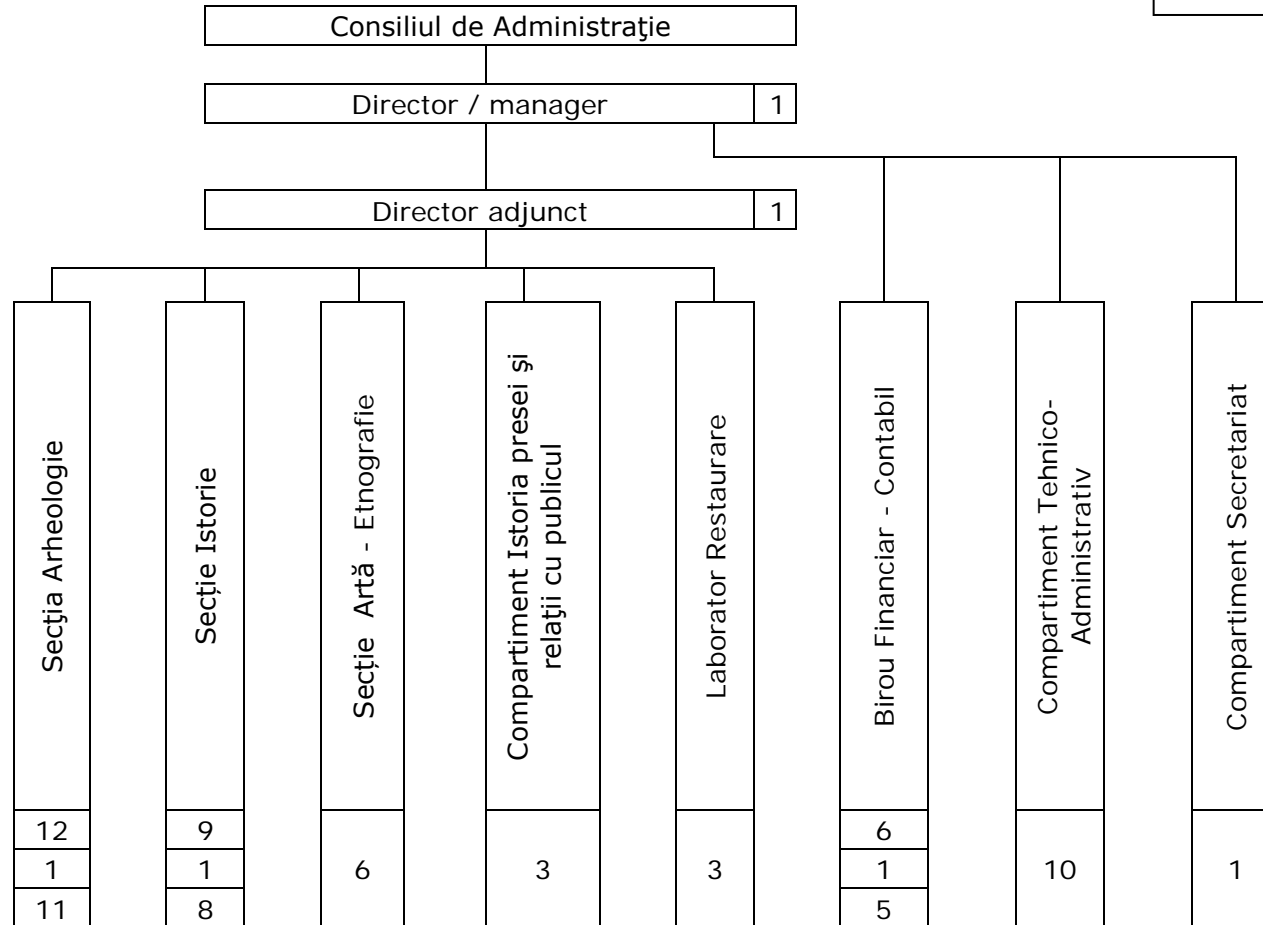 Consiliul de Administraţie
Director / manager 1
Director adjunct 1
Secţia Arheologie
Secție Istorie
Secție Artă - Etnografie
Compartiment Istoria presei şi
relaţii cu publicul
Laborator Restaurare
Birou Financiar - Contabil
Compartiment Tehnico-
Administrativ
Compartiment Secretariat
12 9 6
1 1 6 3 3 1 10 1
11 8 5